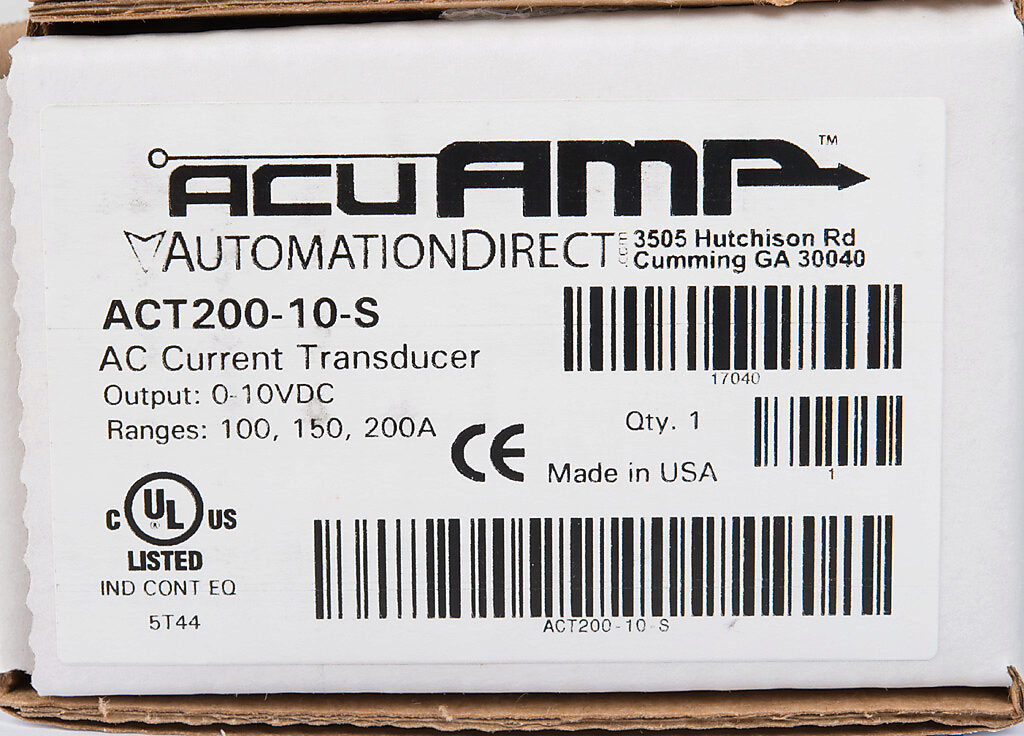 ACUAMP™
AUTOMATIONDIRECT.com
3505 Hutchison Rd
Cumming GA 30040
ACT200-10-S
AC Current Transducer
Output: 0-10VDC
Ranges: 100, 150, 200A
17040
Qty. 1
1
CE
Made in USA
C UL US
®
LISTED
IND CONT EQ
5T44
ACT200-10-S